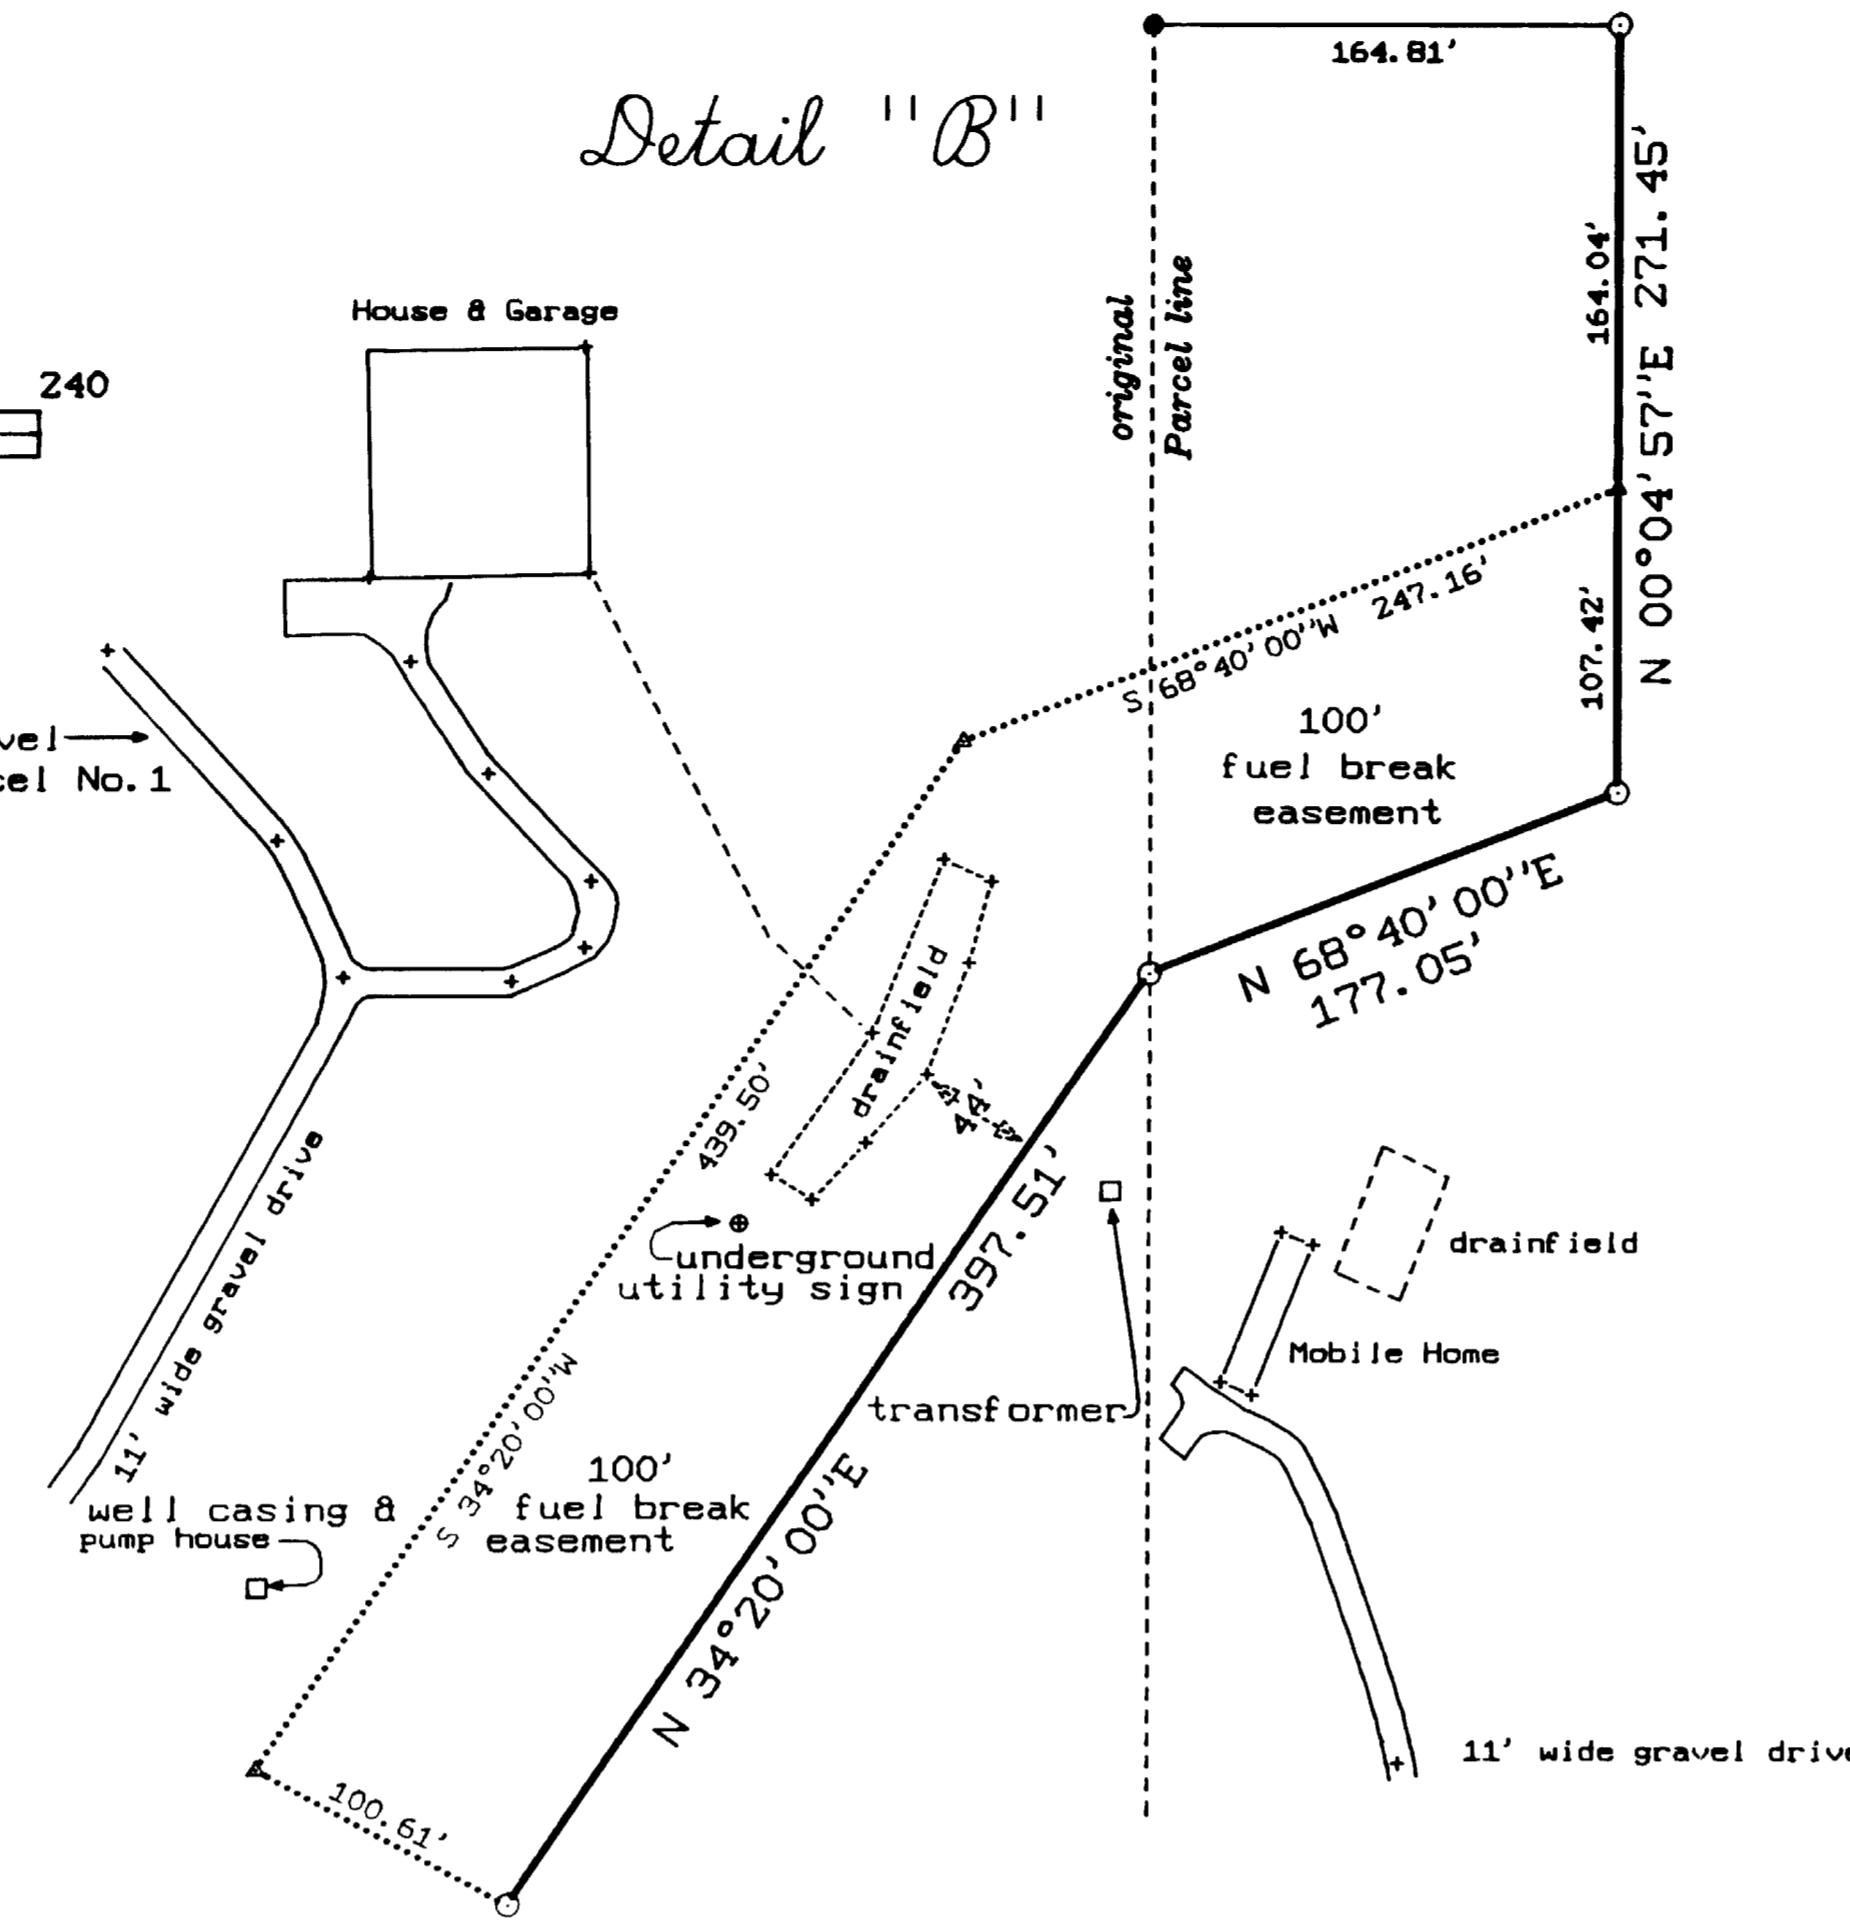 164.81'
Detail "B"
N 00°04'57"E 271.45'
164.04'
original
Parcel line
House & Garage
240
S 68°40'00"W 247.16'
107.42'
100'
fuel break
easement
vel
cel No.1
N 68°40'00"E
177.05'
drainfield
44'
439.50'
397.51'
underground
utility sign
drainfield
Mobile Home
transformer
11' wide gravel drive
S 34°20'00"W
100'
fuel break
easement
N 34°20'00"E
well casing &
pump house
11' wide gravel drive
100.61'